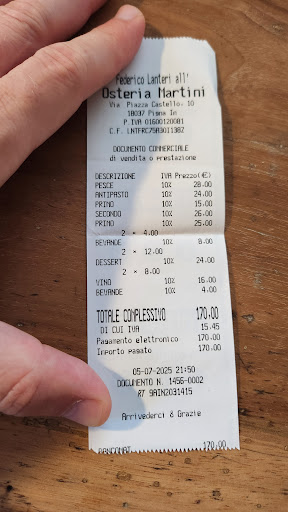 Federico Lanteri all'
Osteria Martini
Via Piazza Castello, 10
18037 Pigna Im
P.IVA 01600120081
C.F. LNTFRC75A30I138Z
DOCUMENTO COMMERCIALE
di vendita o prestazione
DESCRIZIONE IVA Prezzo(€)
PESCE 10% 28.00
ANTIPASTO 10% 24.00
PRIMO 10% 15.00
SECONDO 10% 26.00
PRIMO 10% 25.00
2 × 4.00
BEVANDE 10% 8.00
2 × 12.00
DESSERT 10% 24.00
2 × 8.00
VINO 10% 16.00
BEVANDE 10% 4.00
TOTALE COMPLESSIVO 170.00
DI CUI IVA 15.45
Pagamento elettronico 170.00
Importo pagato 170.00
05-07-2025 21:50
DOCUMENTO N. 1456-0002
RT 9AIN2031415
Arrivederci & Grazie
BANCOMAT 170.00